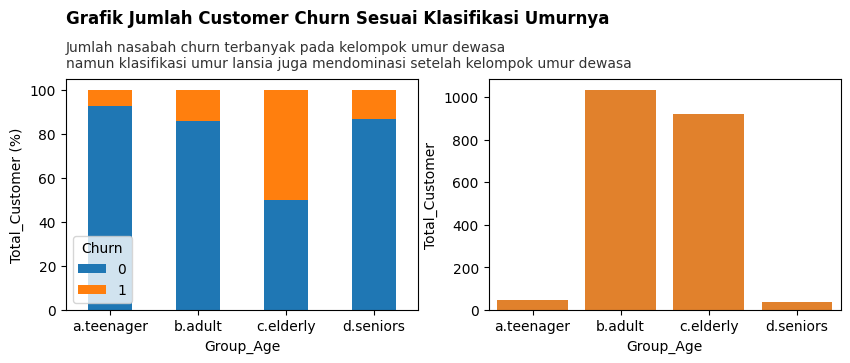 Grafik Jumlah Customer Churn Sesuai Klasifikasi Umurnya
Jumlah nasabah churn terbanyak pada kelompok umur dewasa
namun klasifikasi umur lansia juga mendominasi setelah kelompok umur dewasa
Total_Customer (%)
100
80
60
40
20
0
Churn
0
1
a.teenager b.adult c.elderly d.seniors
Group_Age
Total_Customer
1000
800
600
400
200
0
a.teenager b.adult c.elderly d.seniors
Group_Age